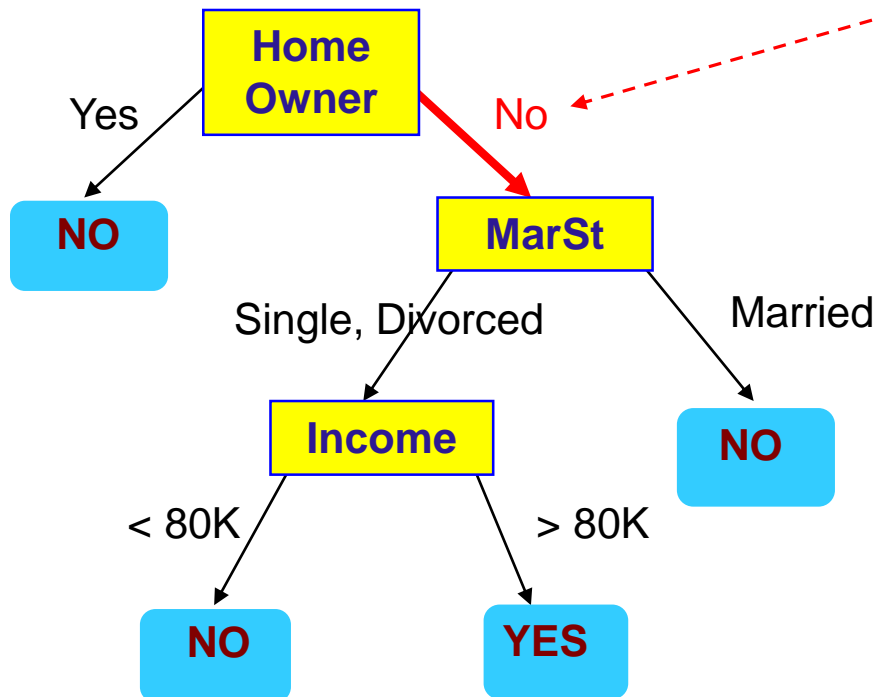 Home
Owner
Yes
No
NO
MarSt
Single, Divorced
Married
Income
NO
< 80K
> 80K
NO
YES